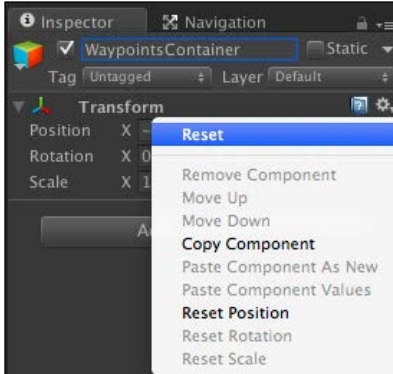 Inspector Navigation
WaypointsContainer Static
Tag Untagged Layer Default
Transform
Position X
Rotation X 0
Scale X 1
A
Reset
Remove Component
Move Up
Move Down
Copy Component
Paste Component As New
Paste Component Values
Reset Position
Reset Rotation
Reset Scale